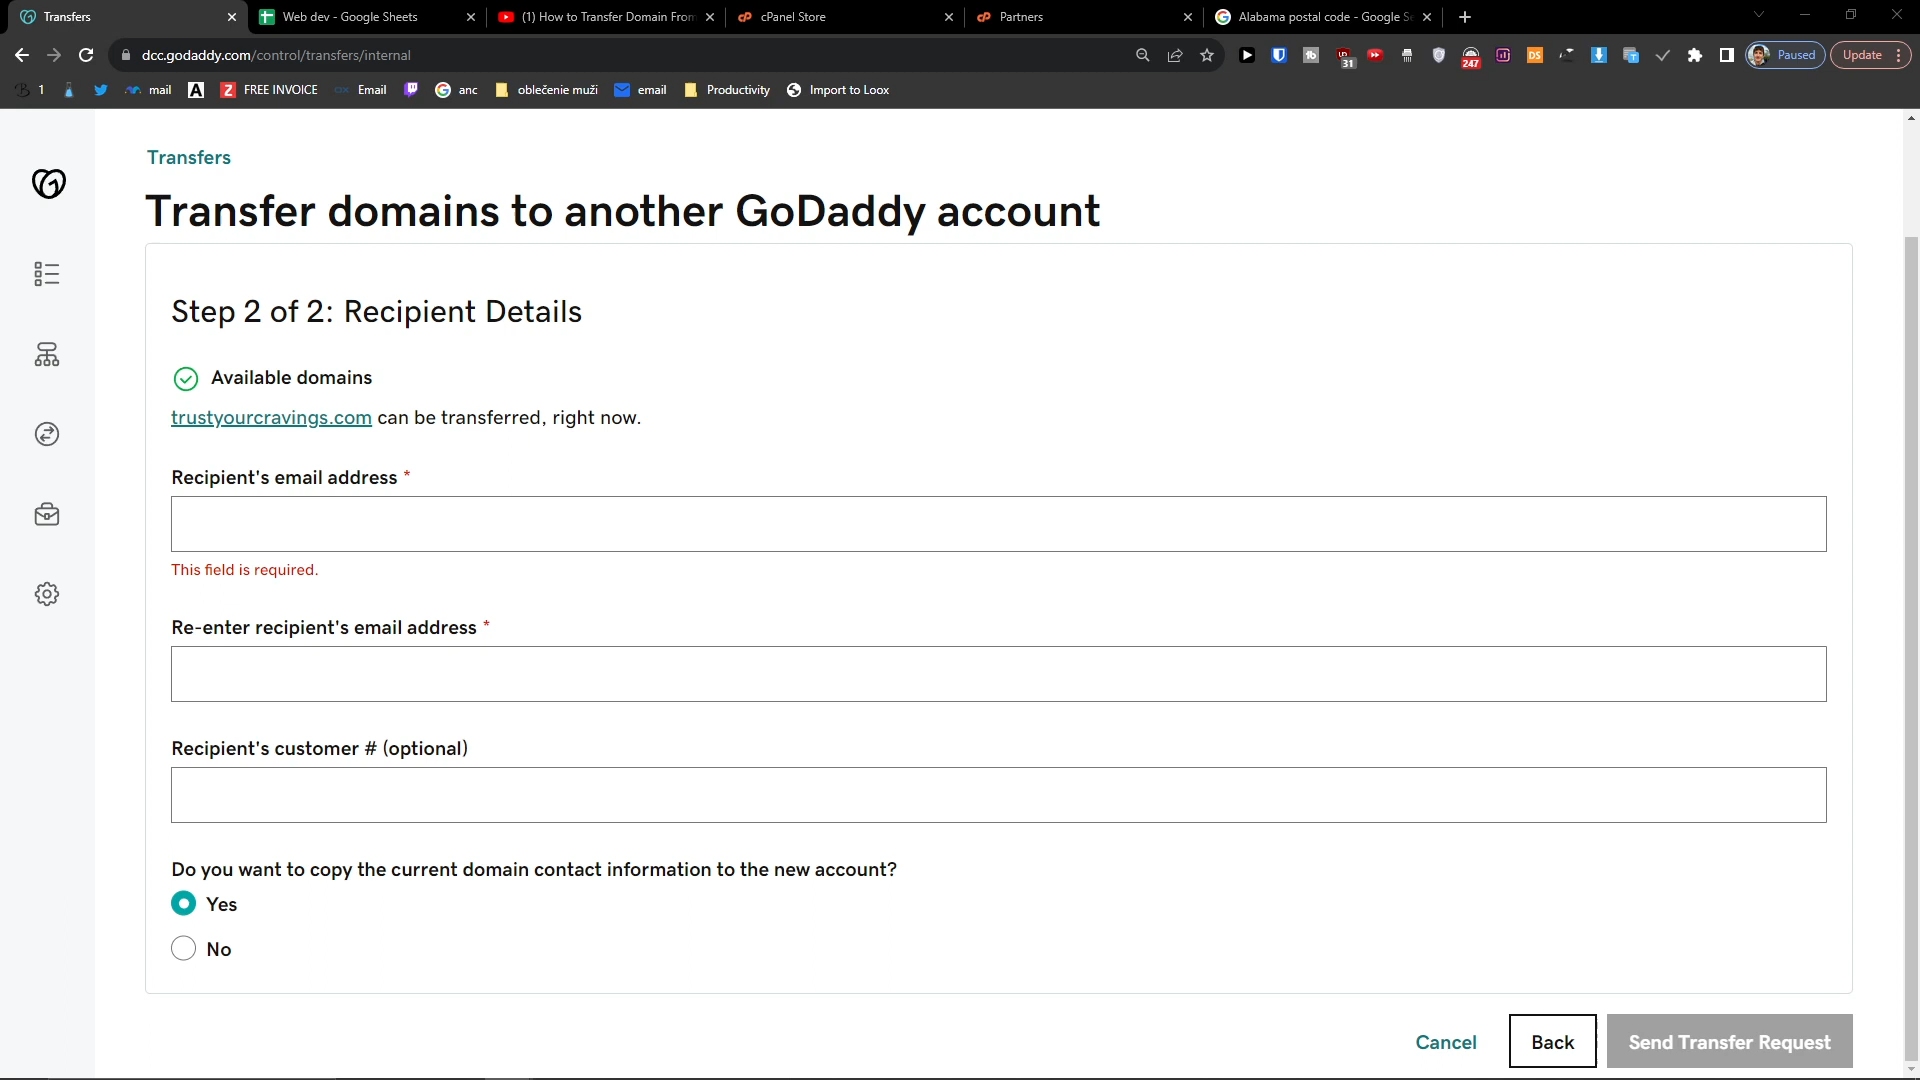 Transfers
Web dev - Google Sheets
(1) How to Transfer Domain From
cPanel Store
Partners
Alabama postal code - Google Se
dcc.godaddy.com/control/transfers/internal
31
247
DS
Paused
Update
1
mail
FREE INVOICE
Email
anc
oblečenie muži
email
Productivity
Import to Loox
Transfers
Transfer domains to another GoDaddy account
Step 2 of 2: Recipient Details
Available domains
trustyourcravings.com can be transferred, right now.
Recipient's email address *
This field is required.
Re-enter recipient's email address *
Recipient's customer # (optional)
Do you want to copy the current domain contact information to the new account?
Yes
No
Cancel
Back
Send Transfer Request